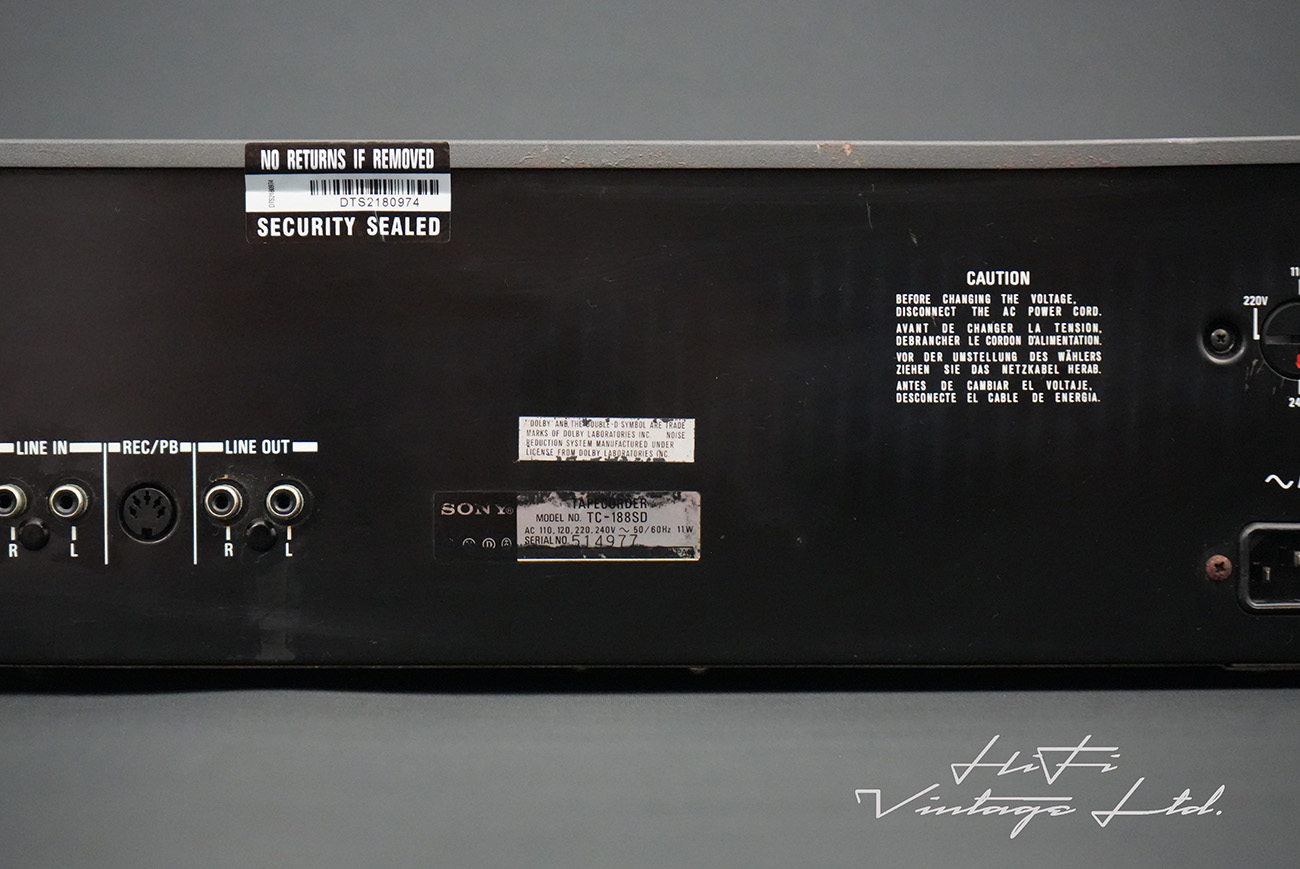 NO RETURNS IF REMOVED
DTS2180974
DTS2180974
SECURITY SEALED
CAUTION
BEFORE CHANGING THE VOLTAGE,
DISCONNECT THE AC POWER CORD.
AVANT DE CHANGER LA TENSION,
DEBRANCHER LE CORDON D'ALIMENTATION.
VOR DER UMSTELLUNG DES WÄHLERS
ZIEHEN SIE DAS NETZKABEL HERAB.
ANTES DE CAMBIAR EL VOLTAJE,
DESCONECTE EL CABLE DE ENERGIA.
220V
LINE IN
REC/PB
LINE OUT
R
L
R
L
"DOLBY" AND THE DOUBLE-D SYMBOL ARE TRADE
MARKS OF DOLBY LABORATORIES INC. NOISE
REDUCTION SYSTEM MANUFACTURED UNDER
LICENSE FROM DOLBY LABORATORIES INC.
SONY®
TAPECORDER
MODEL NO. TC-188SD
AC 110, 120, 220, 240V ~ 50/60Hz 11W
SERIAL NO. 514977
HiFi
Vintage Ltd.